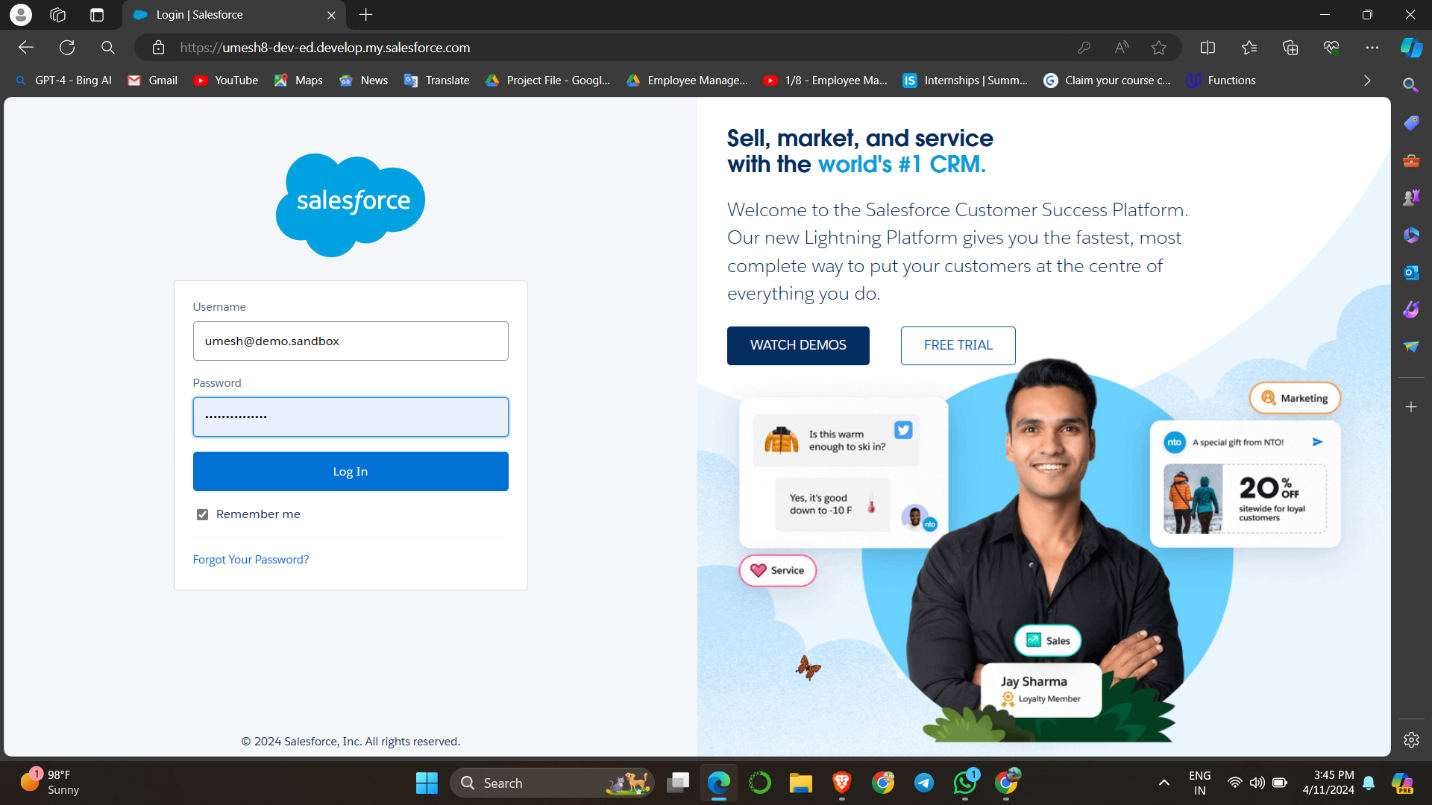 Login | Salesforce
https://umesh8-dev-ed.develop.my.salesforce.com
GPT-4 - Bing AI
Gmail
YouTube
Maps
News
Translate
Project File - Googl...
Employee Manage...
1/8 - Employee Ma...
IS
Internships | Summ...
Claim your course c...
Functions
salesforce
Username
umesh@demo.sandbox
Password
•••••••••••••••
Log In
Remember me
Forgot Your Password?
© 2024 Salesforce, Inc. All rights reserved.
Sell, market, and service
with the world's #1 CRM.
Welcome to the Salesforce Customer Success Platform.
Our new Lightning Platform gives you the fastest, most
complete way to put your customers at the centre of
everything you do.
WATCH DEMOS
FREE TRIAL
Is this warm
enough to ski in?
Yes, it's good
down to -10 F
nto
Service
Marketing
nto
A special gift from NTO!
20% OFF
sitewide for loyal
customers
Sales
Jay Sharma
Loyalty Member
1
98°F
Sunny
Search
1
ENG
IN
3:45 PM
4/11/2024
PRE